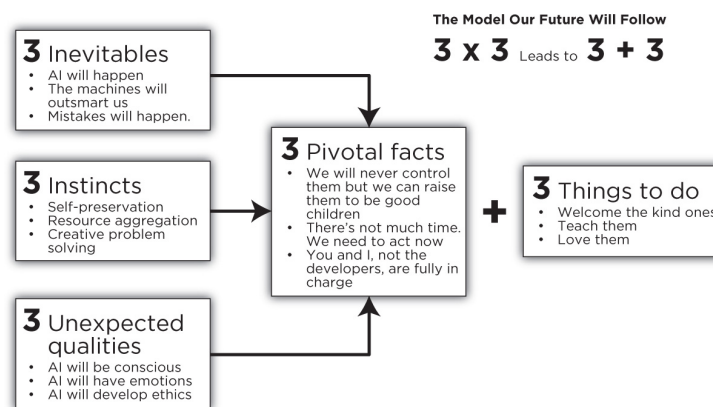 The Model Our Future Will Follow
3 x 3 Leads to 3 + 3
3 Inevitables
• AI will happen
• The machines will
outsmart us
• Mistakes will happen.
3 Instincts
• Self-preservation
• Resource aggregation
• Creative problem
solving
3 Unexpected
qualities
• AI will be conscious
• AI will have emotions
• AI will develop ethics
3 Pivotal facts
• We will never control
them but we can raise
them to be good
children
• There's not much time.
We need to act now
• You and I, not the
developers, are fully in
charge
+
3 Things to do
• Welcome the kind ones
• Teach them
• Love them